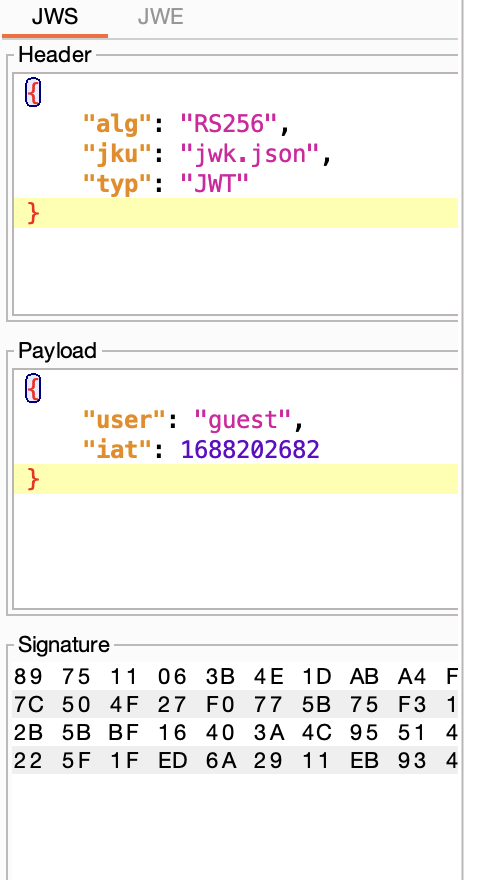 JWS JWE
Header
{
"alg": "RS256",
"jku": "jwk.json",
"typ": "JWT"
}
Payload
{
"user": "guest",
"iat": 1688202682
}
Signature
89 75 11 06 3B 4E 1D AB A4 F
7C 50 4F 27 F0 77 5B 75 F3 1
2B 5B BF 16 40 3A 4C 95 51 4
22 5F 1F ED 6A 29 11 EB 93 4